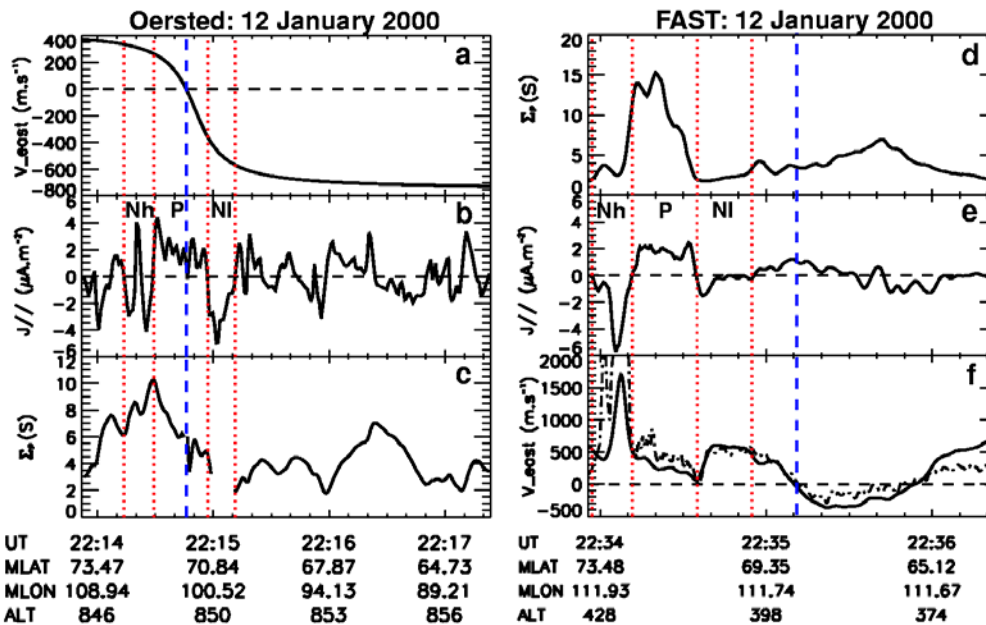 Oersted: 12 January 2000
FAST: 12 January 2000
a
V_east (m.s⁻¹)
400
200
0
-200
-400
-600
-800
b
Nh P Nl
J// (μA.m⁻²)
4
2
0
-2
-4
-6
c
Σₚ(S)
12
10
8
6
4
2
0
UT 22:14 22:15 22:16 22:17
MLAT 73.47 70.84 67.87 64.73
MLON 108.94 100.52 94.13 89.21
ALT 846 850 853 856
d
Σₚ(S)
20
15
10
5
0
e
Nh P Nl
J// (μA.m⁻²)
4
2
0
-2
-4
-6
f
V_east (m.s⁻¹)
2000
1500
1000
500
0
-500
UT 22:34 22:35 22:36
MLAT 73.48 69.35 65.12
MLON 111.93 111.74 111.67
ALT 428 398 374